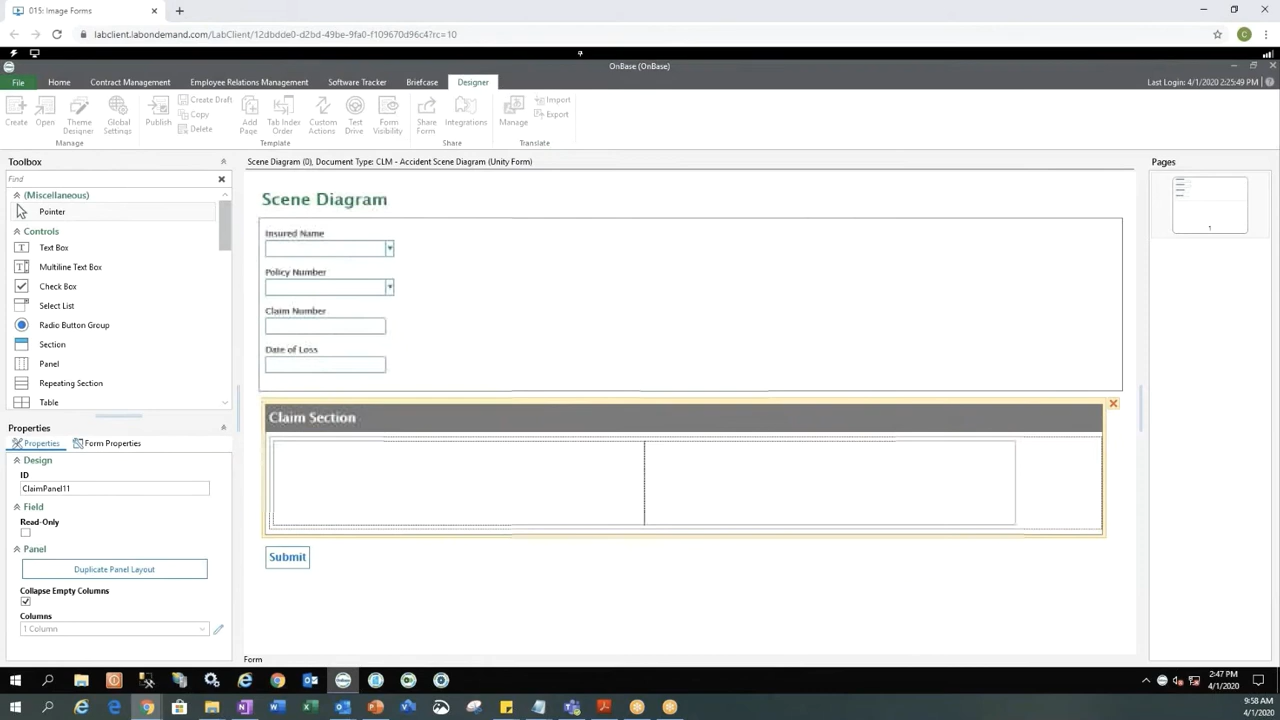 015: Image Forms
labclient.labondemand.com/LabClient/12dbdde0-d2bd-49be-9fa0-f109670d96c4?rc=10
C
OnBase (OnBase)
File Home Contract Management Employee Relations Management Software Tracker Briefcase Designer Last Login: 4/1/2020 2:25:49 PM
Create Open Theme Designer Global Settings Publish Create Draft Copy Delete Add Page Tab Index Order Custom Actions Test Drive Form Visibility Share Form Integrations Manage Import Export
Manage Template Share Translate
Toolbox
Scene Diagram (0), Document Type: CLM - Accident Scene Diagram (Unity Form)
Pages
Find
(Miscellaneous)
Pointer
Controls
Text Box
Multiline Text Box
Check Box
Select List
Radio Button Group
Section
Panel
Repeating Section
Table
Scene Diagram
Insured Name
Policy Number
Claim Number
Date of Loss
Claim Section
Submit
Form
1
Properties
Properties Form Properties
Design
ID
ClaimPanel11
Field
Read-Only
Panel
Duplicate Panel Layout
Collapse Empty Columns
Columns
1 Column
2:47 PM
4/1/2020
9:58 AM
4/1/2020